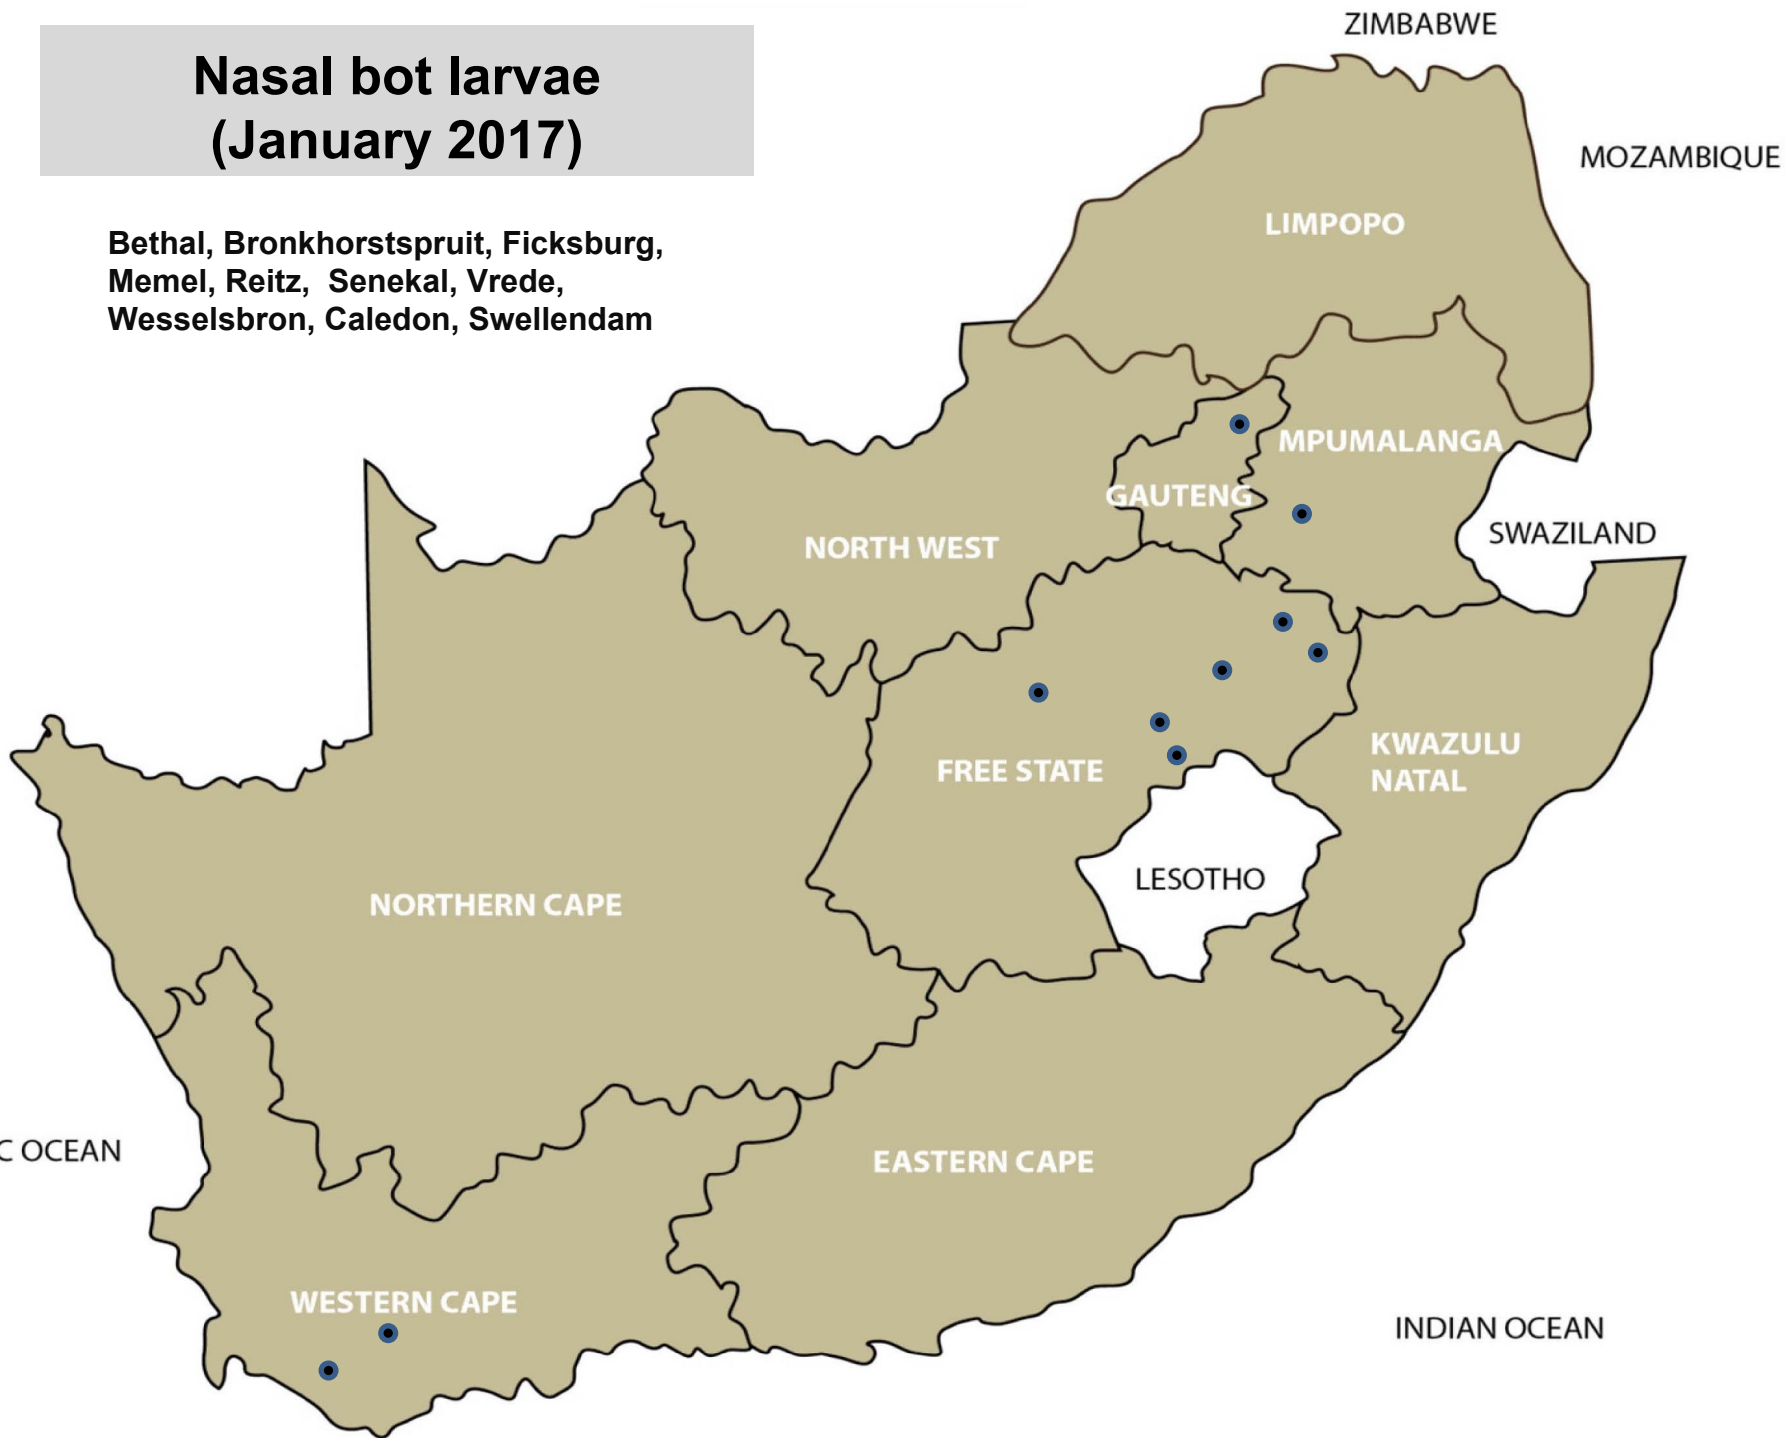 ZIMBABWE
Nasal bot larvae
(January 2017)
MOZAMBIQUE
Bethal, Bronkhorstspruit, Ficksburg,
Memel, Reitz,  Senekal, Vrede,
Wesselsbron, Caledon, Swellendam
LIMPOPO
MPUMALANGA
GAUTENG
SWAZILAND
NORTH WEST
KWAZULU
NATAL
FREE STATE
LESOTHO
NORTHERN CAPE
C OCEAN
EASTERN CAPE
WESTERN CAPE
INDIAN OCEAN